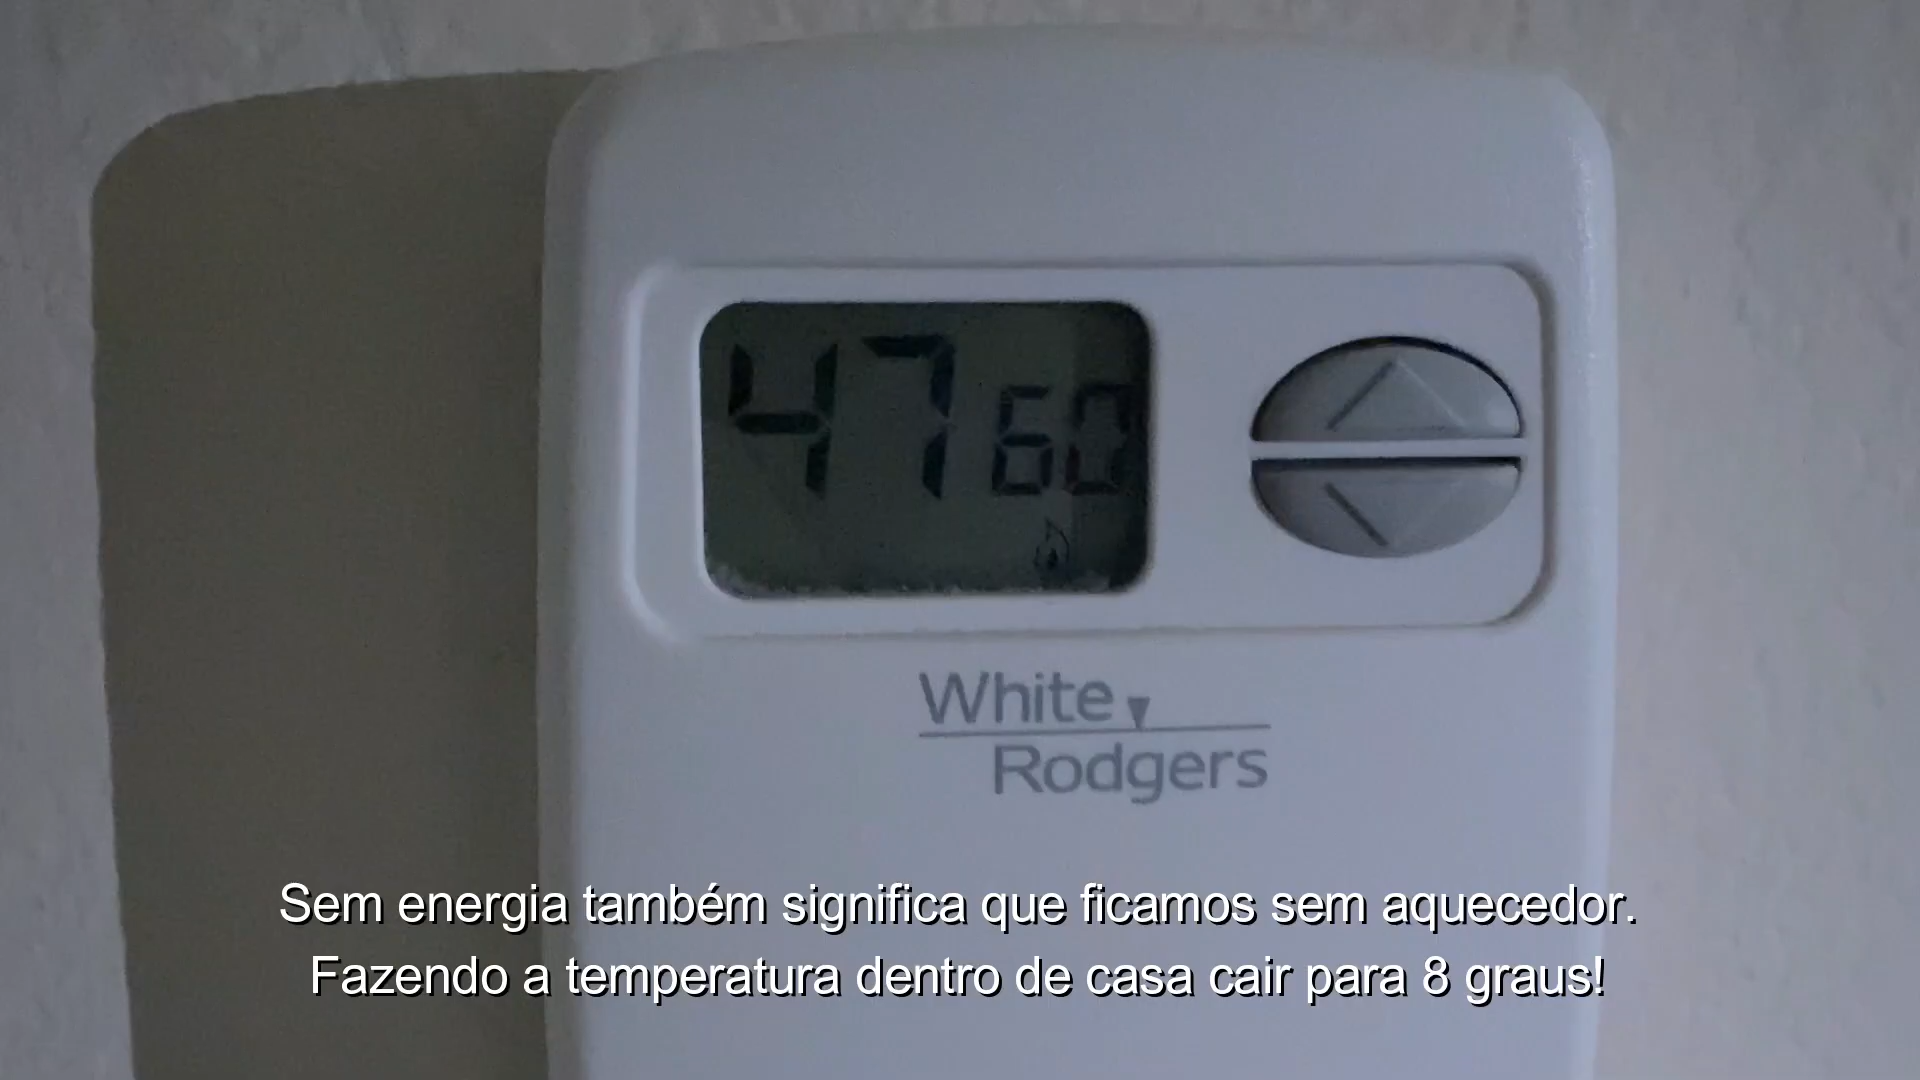 47 60
White
Rodgers
Sem energia também significa que ficamos sem aquecedor.
Fazendo a temperatura dentro de casa cair para 8 graus!